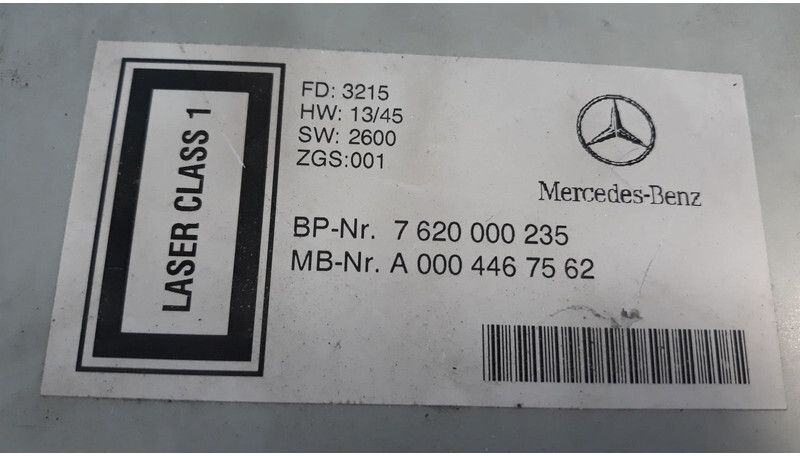 LASER CLASS 1
FD: 3215
HW: 13/45
SW: 2600
ZGS:001
Mercedes-Benz
BP-Nr. 7 620 000 235
MB-Nr. A 000 446 75 62